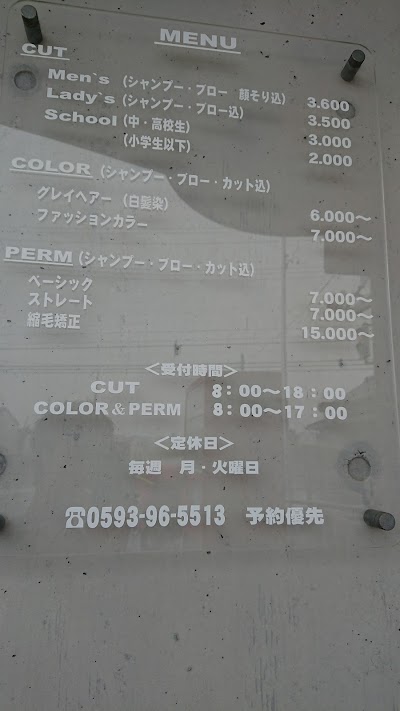 MENU
CUT
Men`s (シャンプー・ブロー 顔そり込) 3.600
Lady`s (シャンプー・ブロー込) 3.500
School (中・高校生) 3.000
(小学生以下) 2.000
COLOR (シャンプー・ブロー・カット込)
グレイヘアー (白髪染) 6.000〜
ファッションカラー 7.000〜
PERM (シャンプー・ブロー・カット込)
ベーシック 7.000〜
ストレート 7.000〜
縮毛矯正 15.000〜
＜受付時間＞
CUT 8：00〜18：00
COLOR＆PERM 8：00〜17：00
＜定休日＞
毎週 月・火曜日
☎0593-96-5513 予約優先